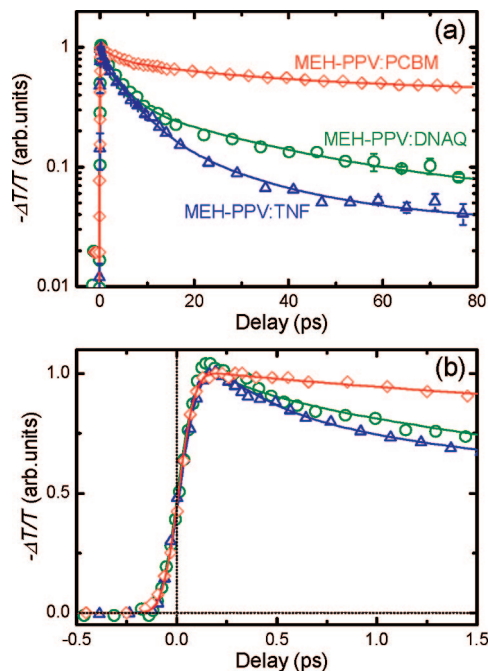 (a)
1
MEH-PPV:PCBM
MEH-PPV:DNAQ
0.1
MEH-PPV:TNF
0.01
-ΔT/T (arb.units)
0 20 40 60 80
Delay (ps)
(b)
1.0
0.5
0.0
-ΔT/T (arb.units)
-0.5 0.0 0.5 1.0 1.5
Delay (ps)